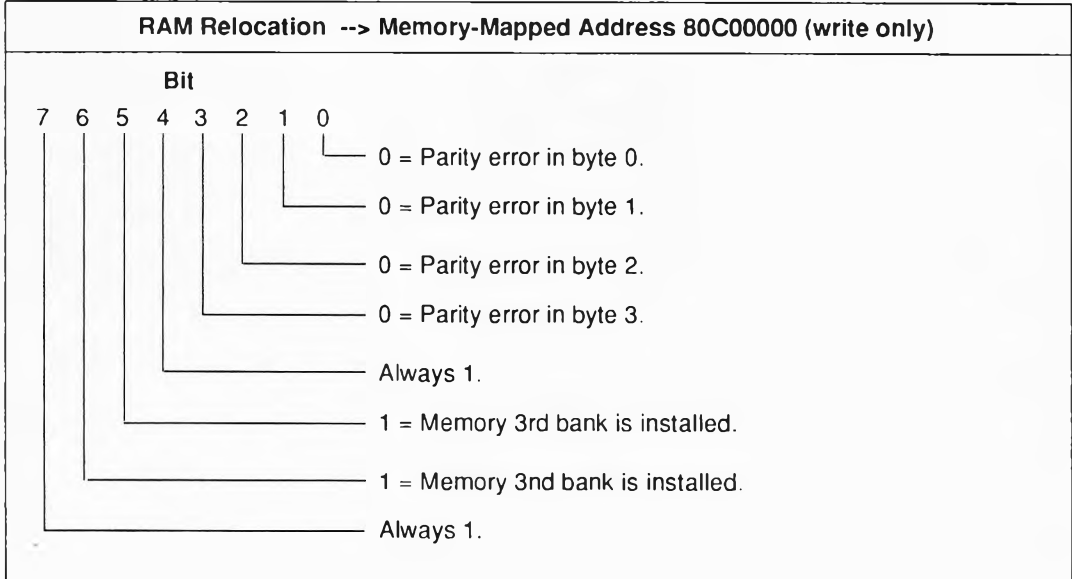 RAM Relocation --> Memory-Mapped Address 80C00000 (write only)
Bit
7 6 5 4 3 2 1 0
0 = Parity error in byte 0.
0 = Parity error in byte 1.
0 = Parity error in byte 2.
0 = Parity error in byte 3.
Always 1.
1 = Memory 3rd bank is installed.
1 = Memory 3nd bank is installed.
Always 1.